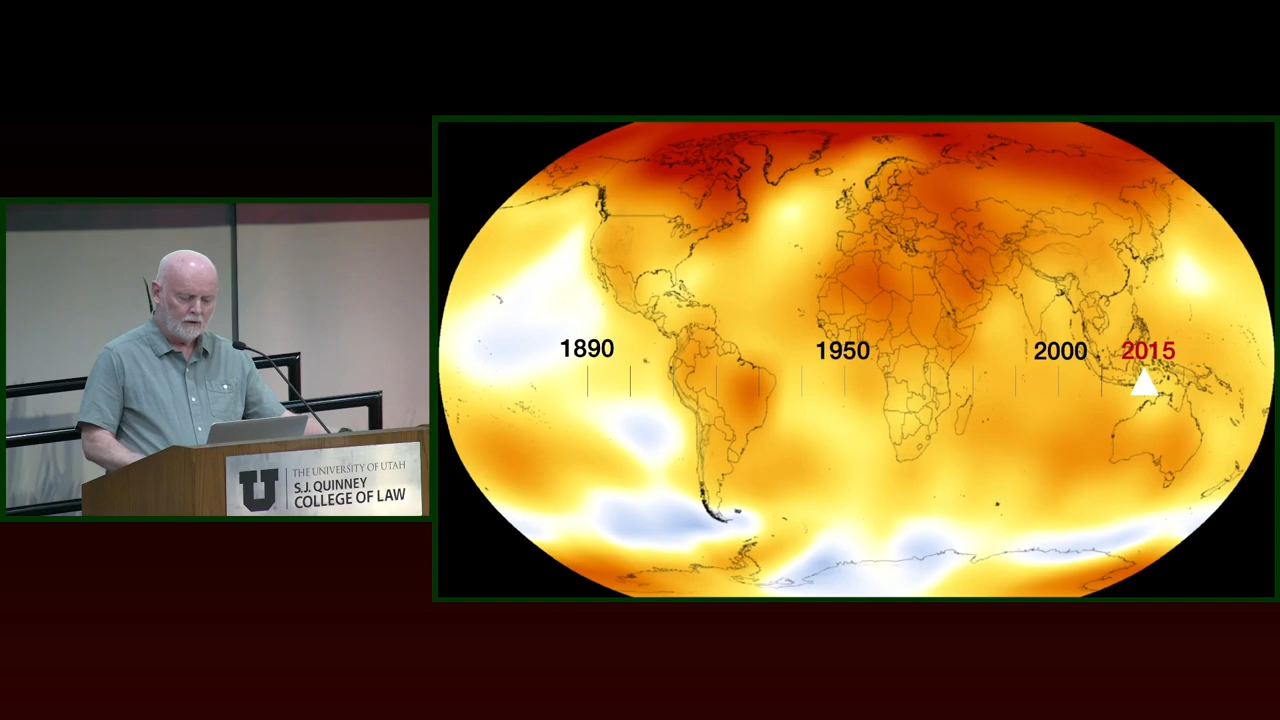 1890
1950
2000
2015
U
THE UNIVERSITY OF UTAH
S.J. QUINNEY
COLLEGE OF LAW